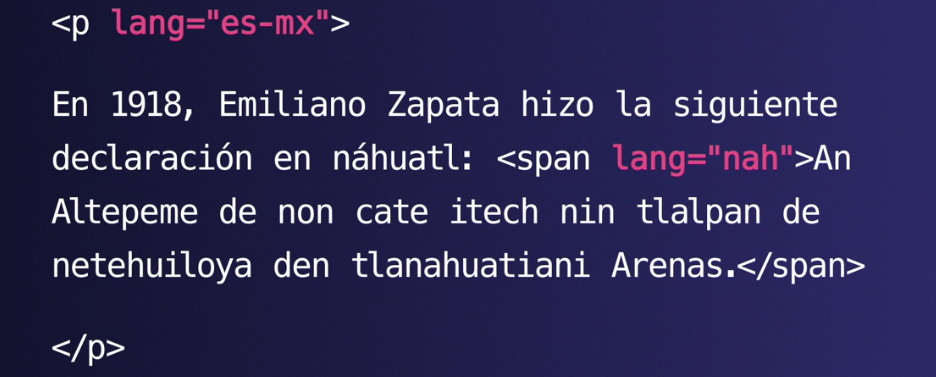 <p lang="es-mx">
En 1918, Emiliano Zapata hizo la siguiente
declaración en náhuatl: <span lang="nah">An
Altepeme de non cate itech nin tlalpan de
netehuiloya den tlanahuatiani Arenas.</span>
</p>